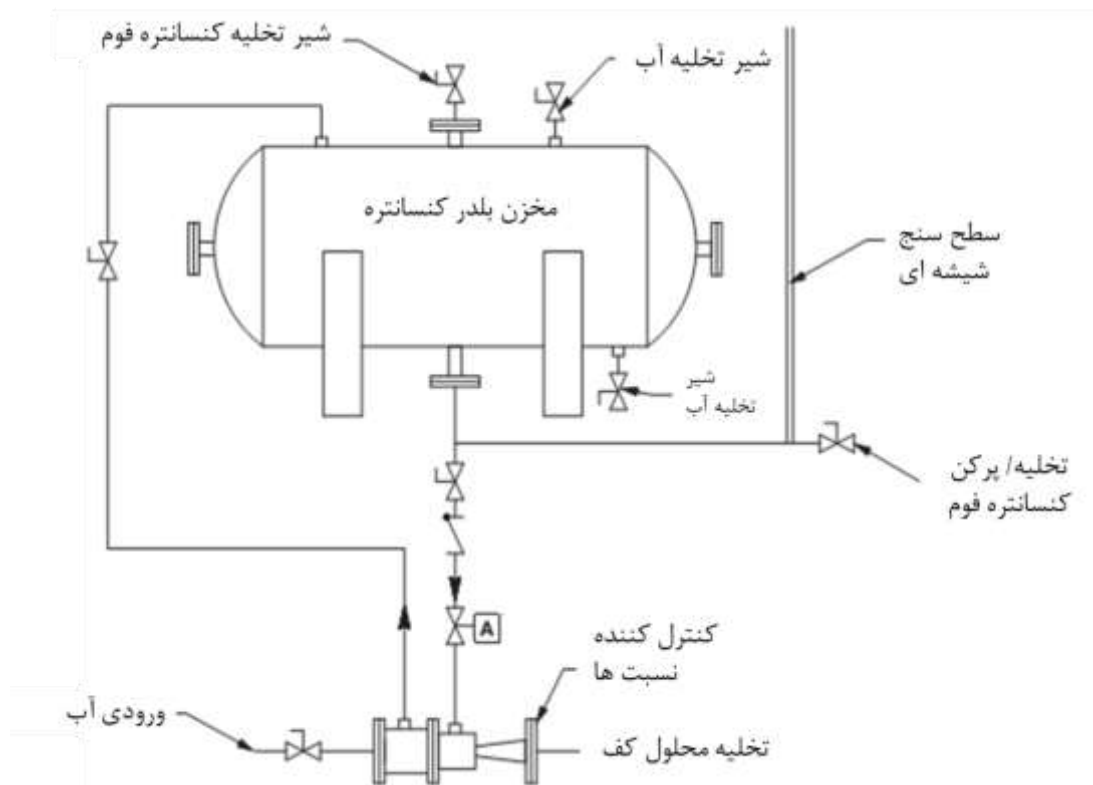 شیر تخلیه کنسانتره فوم
شیر تخلیه آب
مخزن بلدر کنسانتره
سطح سنج
شیشه ای
شیر
تخلیه آب
تخلیه/ پرکن
کنسانتره فوم
A
کنترل کننده
نسبت ها
ورودی آب
تخلیه محلول کف